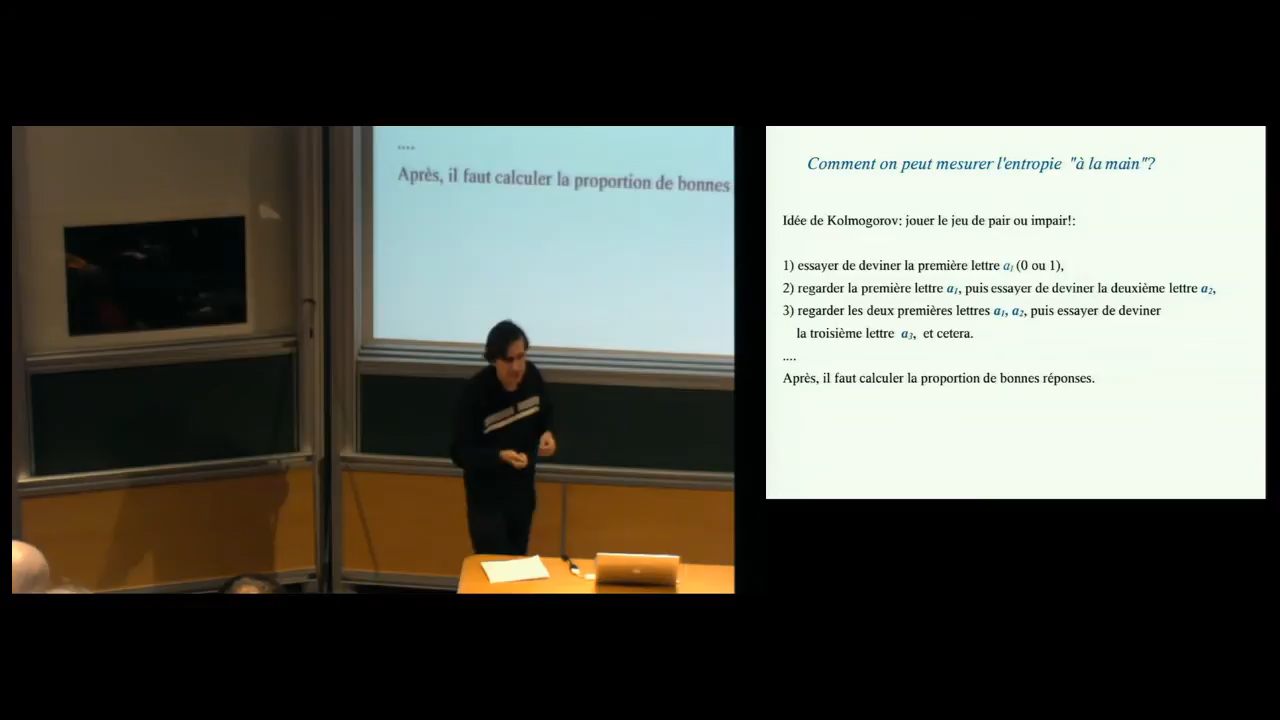 ....
Après, il faut calculer la proportion de bonnes
Comment on peut mesurer l'entropie "à la main"?
Idée de Kolmogorov: jouer le jeu de pair ou impair!:
1) essayer de deviner la première lettre a1 (0 ou 1),
2) regarder la première lettre a1, puis essayer de deviner la deuxième lettre a2,
3) regarder les deux premières lettres a1, a2, puis essayer de deviner
la troisième lettre a3, et cetera.
....
Après, il faut calculer la proportion de bonnes réponses.